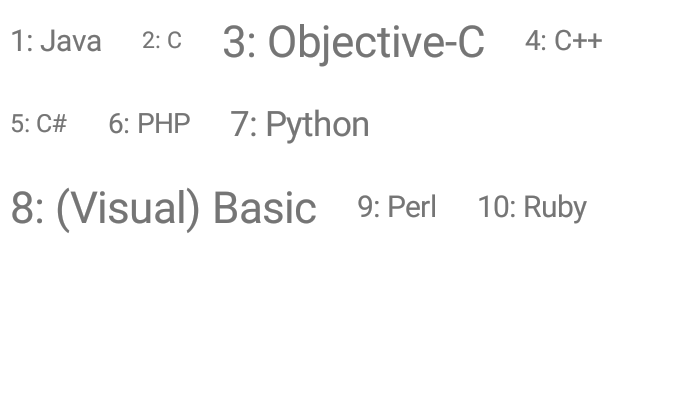 1: Java 2: C 3: Objective-C 4: C++
5: C# 6: PHP 7: Python
8: (Visual) Basic 9: Perl 10: Ruby